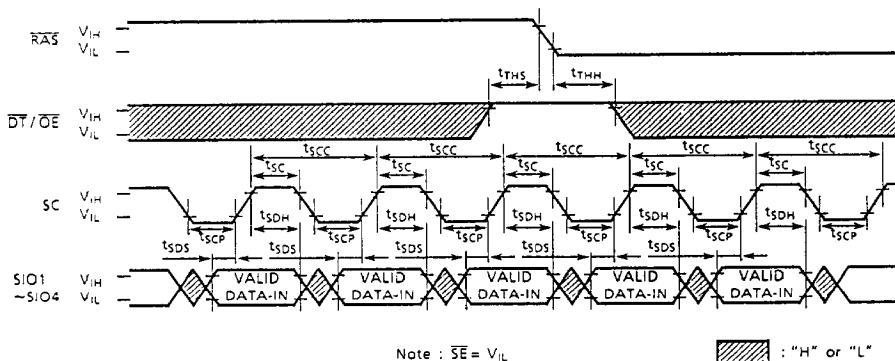 RAS VIH
VIL
tTHS tTHH
DT/OE VIH
VIL
tSCC tSCC tSCC tSCC tSCC
tSC tSC tSC tSC tSC
SC VIH
VIL
tSDH tSDH tSDH tSDH tSDH
tSCP tSCP tSCP tSCP tSCP
tSDS tSDS tSDS tSDS tSDS
SIO1 VIH VALID VALID VALID VALID VALID
~SIO4 VIL DATA-IN DATA-IN DATA-IN DATA-IN DATA-IN
Note : SE = VIL : "H" or "L"